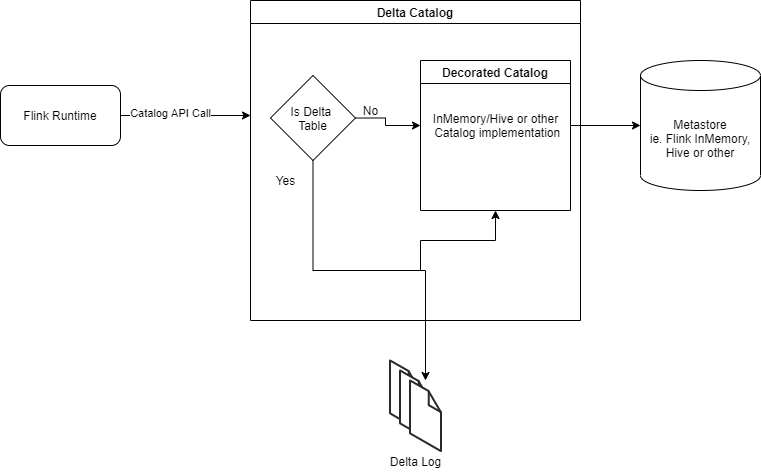 Delta Catalog
Flink Runtime
Catalog API Call
Is Delta
Table
No
Yes
Decorated Catalog
InMemory/Hive or other
Catalog implementation
Metastore
ie. Flink InMemory,
Hive or other
Delta Log